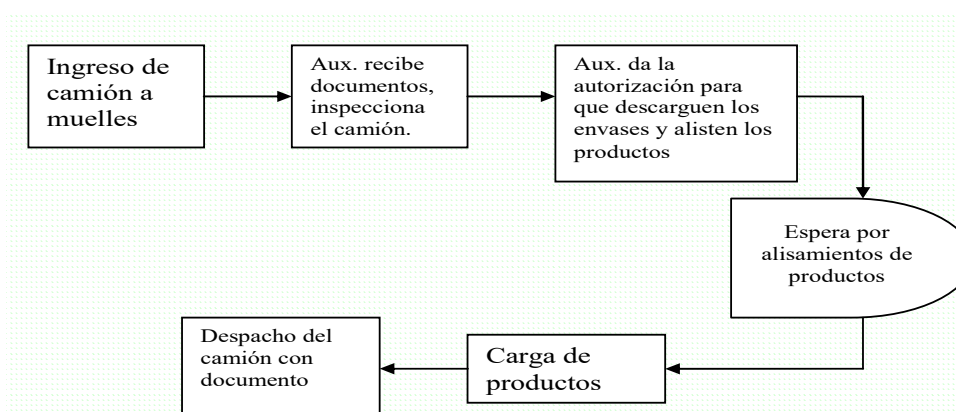 Ingreso de
camión a
muelles
Aux. recibe
documentos,
inspecciona
el camión.
Aux. da la
autorización para
que descarguen los
envases y alisten los
productos
Espera por
alisamientos de
productos
Carga de
productos
Despacho del
camión con
documento